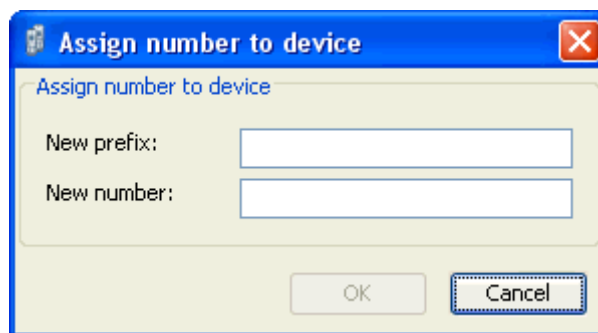 Assign number to device
Assign number to device
New prefix:
New number:
OK
Cancel